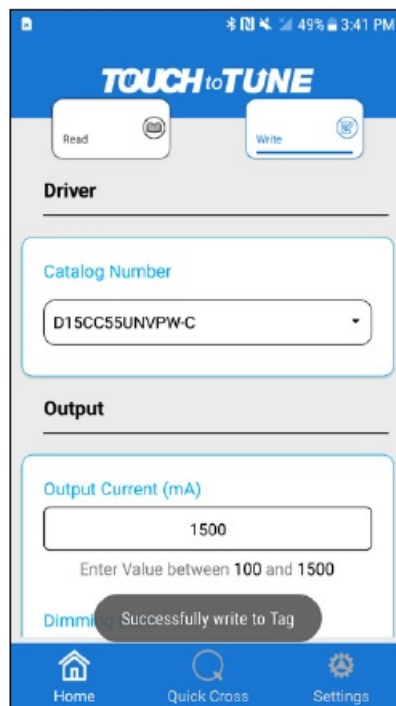 49% 3:41 PM
TOUCH to TUNE
Read
Write
Driver
Catalog Number
D15CC55UNVPW-C
Output
Output Current (mA)
1500
Enter Value between 100 and 1500
Successfully write to Tag
Home
Quick Cross
Settings